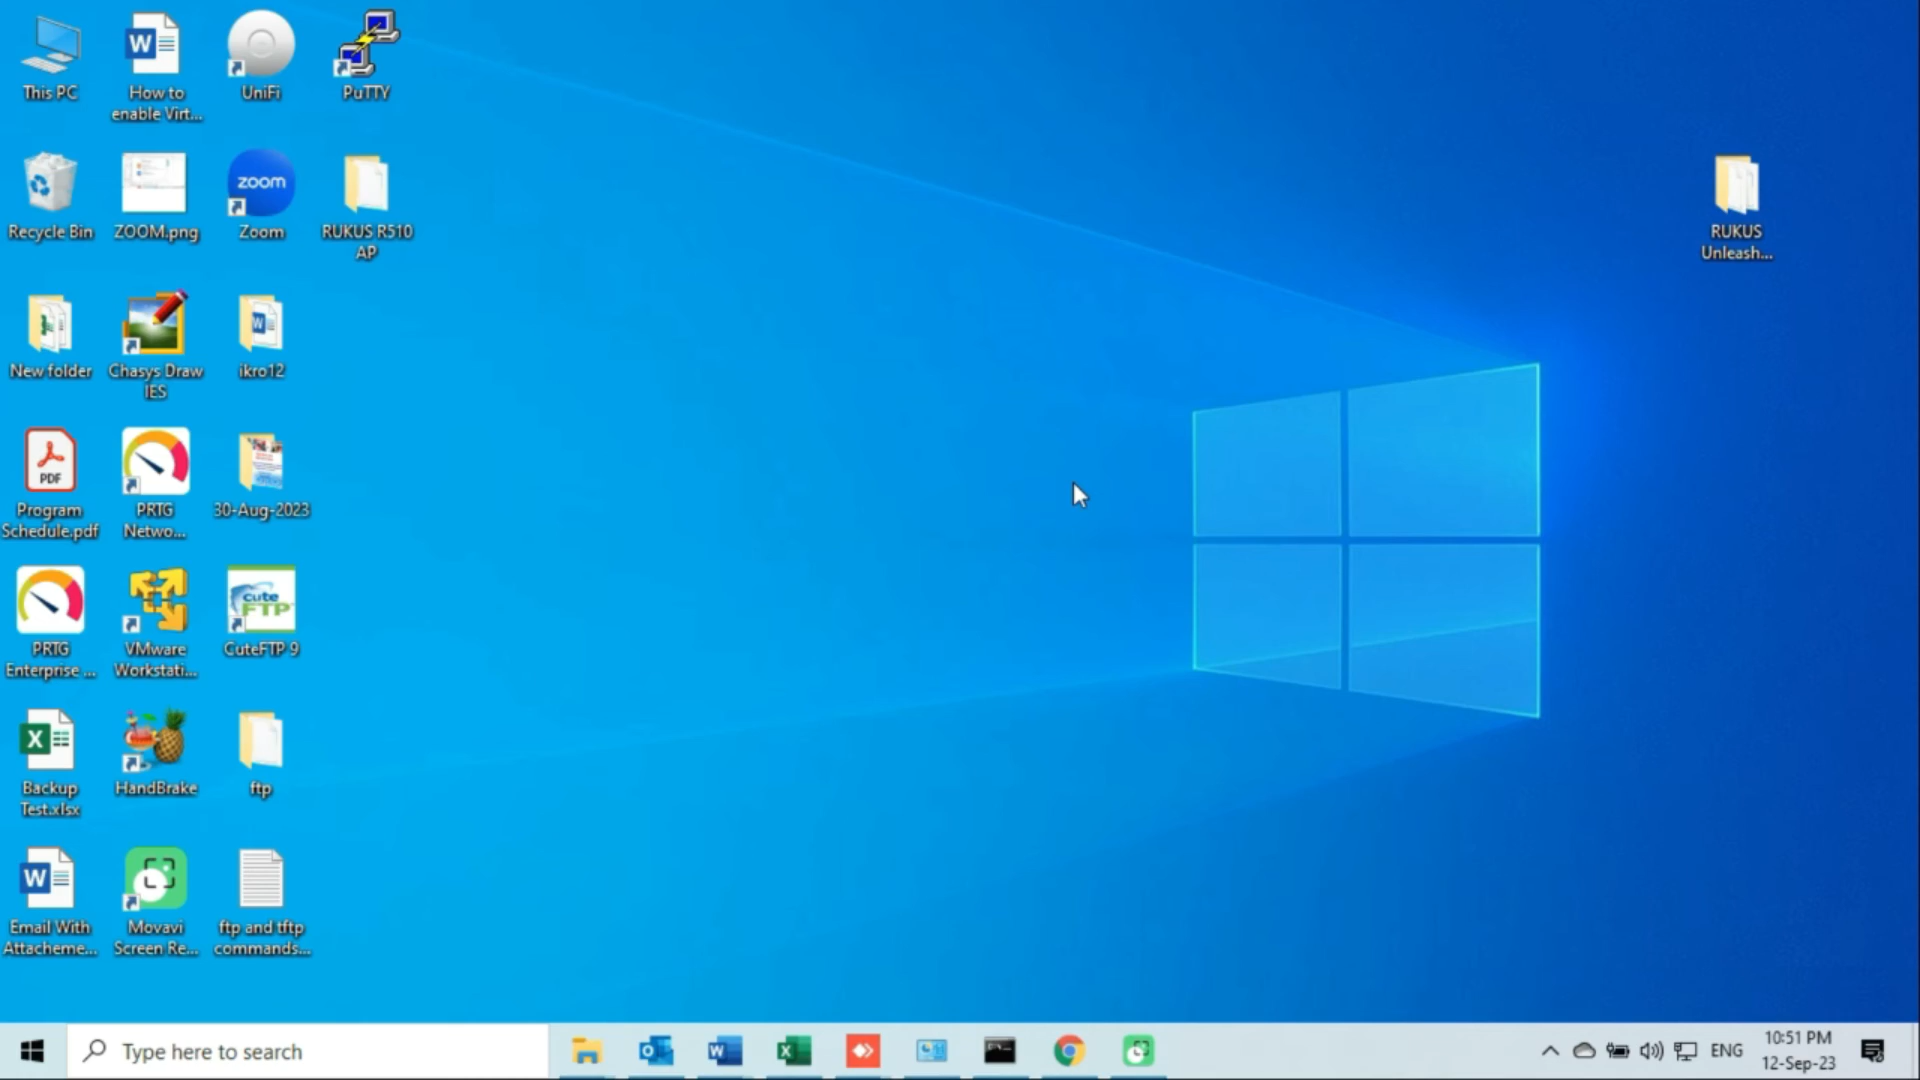 This PC
How to
enable Virt...
UniFi
PuTTY
Recycle Bin
ZOOM.png
zoom
Zoom
RUKUS R510
AP
RUKUS
Unleash...
New folder
Chasys Draw
IES
ikro12
PDF
Program
Schedule.pdf
PRTG
Netwo...
30-Aug-2023
PRTG
Enterprise ...
VMware
Workstati...
cute
FTP
CuteFTP 9
Backup
Test.xlsx
HandBrake
ftp
Email With
Attacheme...
Movavi
Screen Re...
ftp and tftp
commands...
Type here to search
ENG
10:51 PM
12-Sep-23